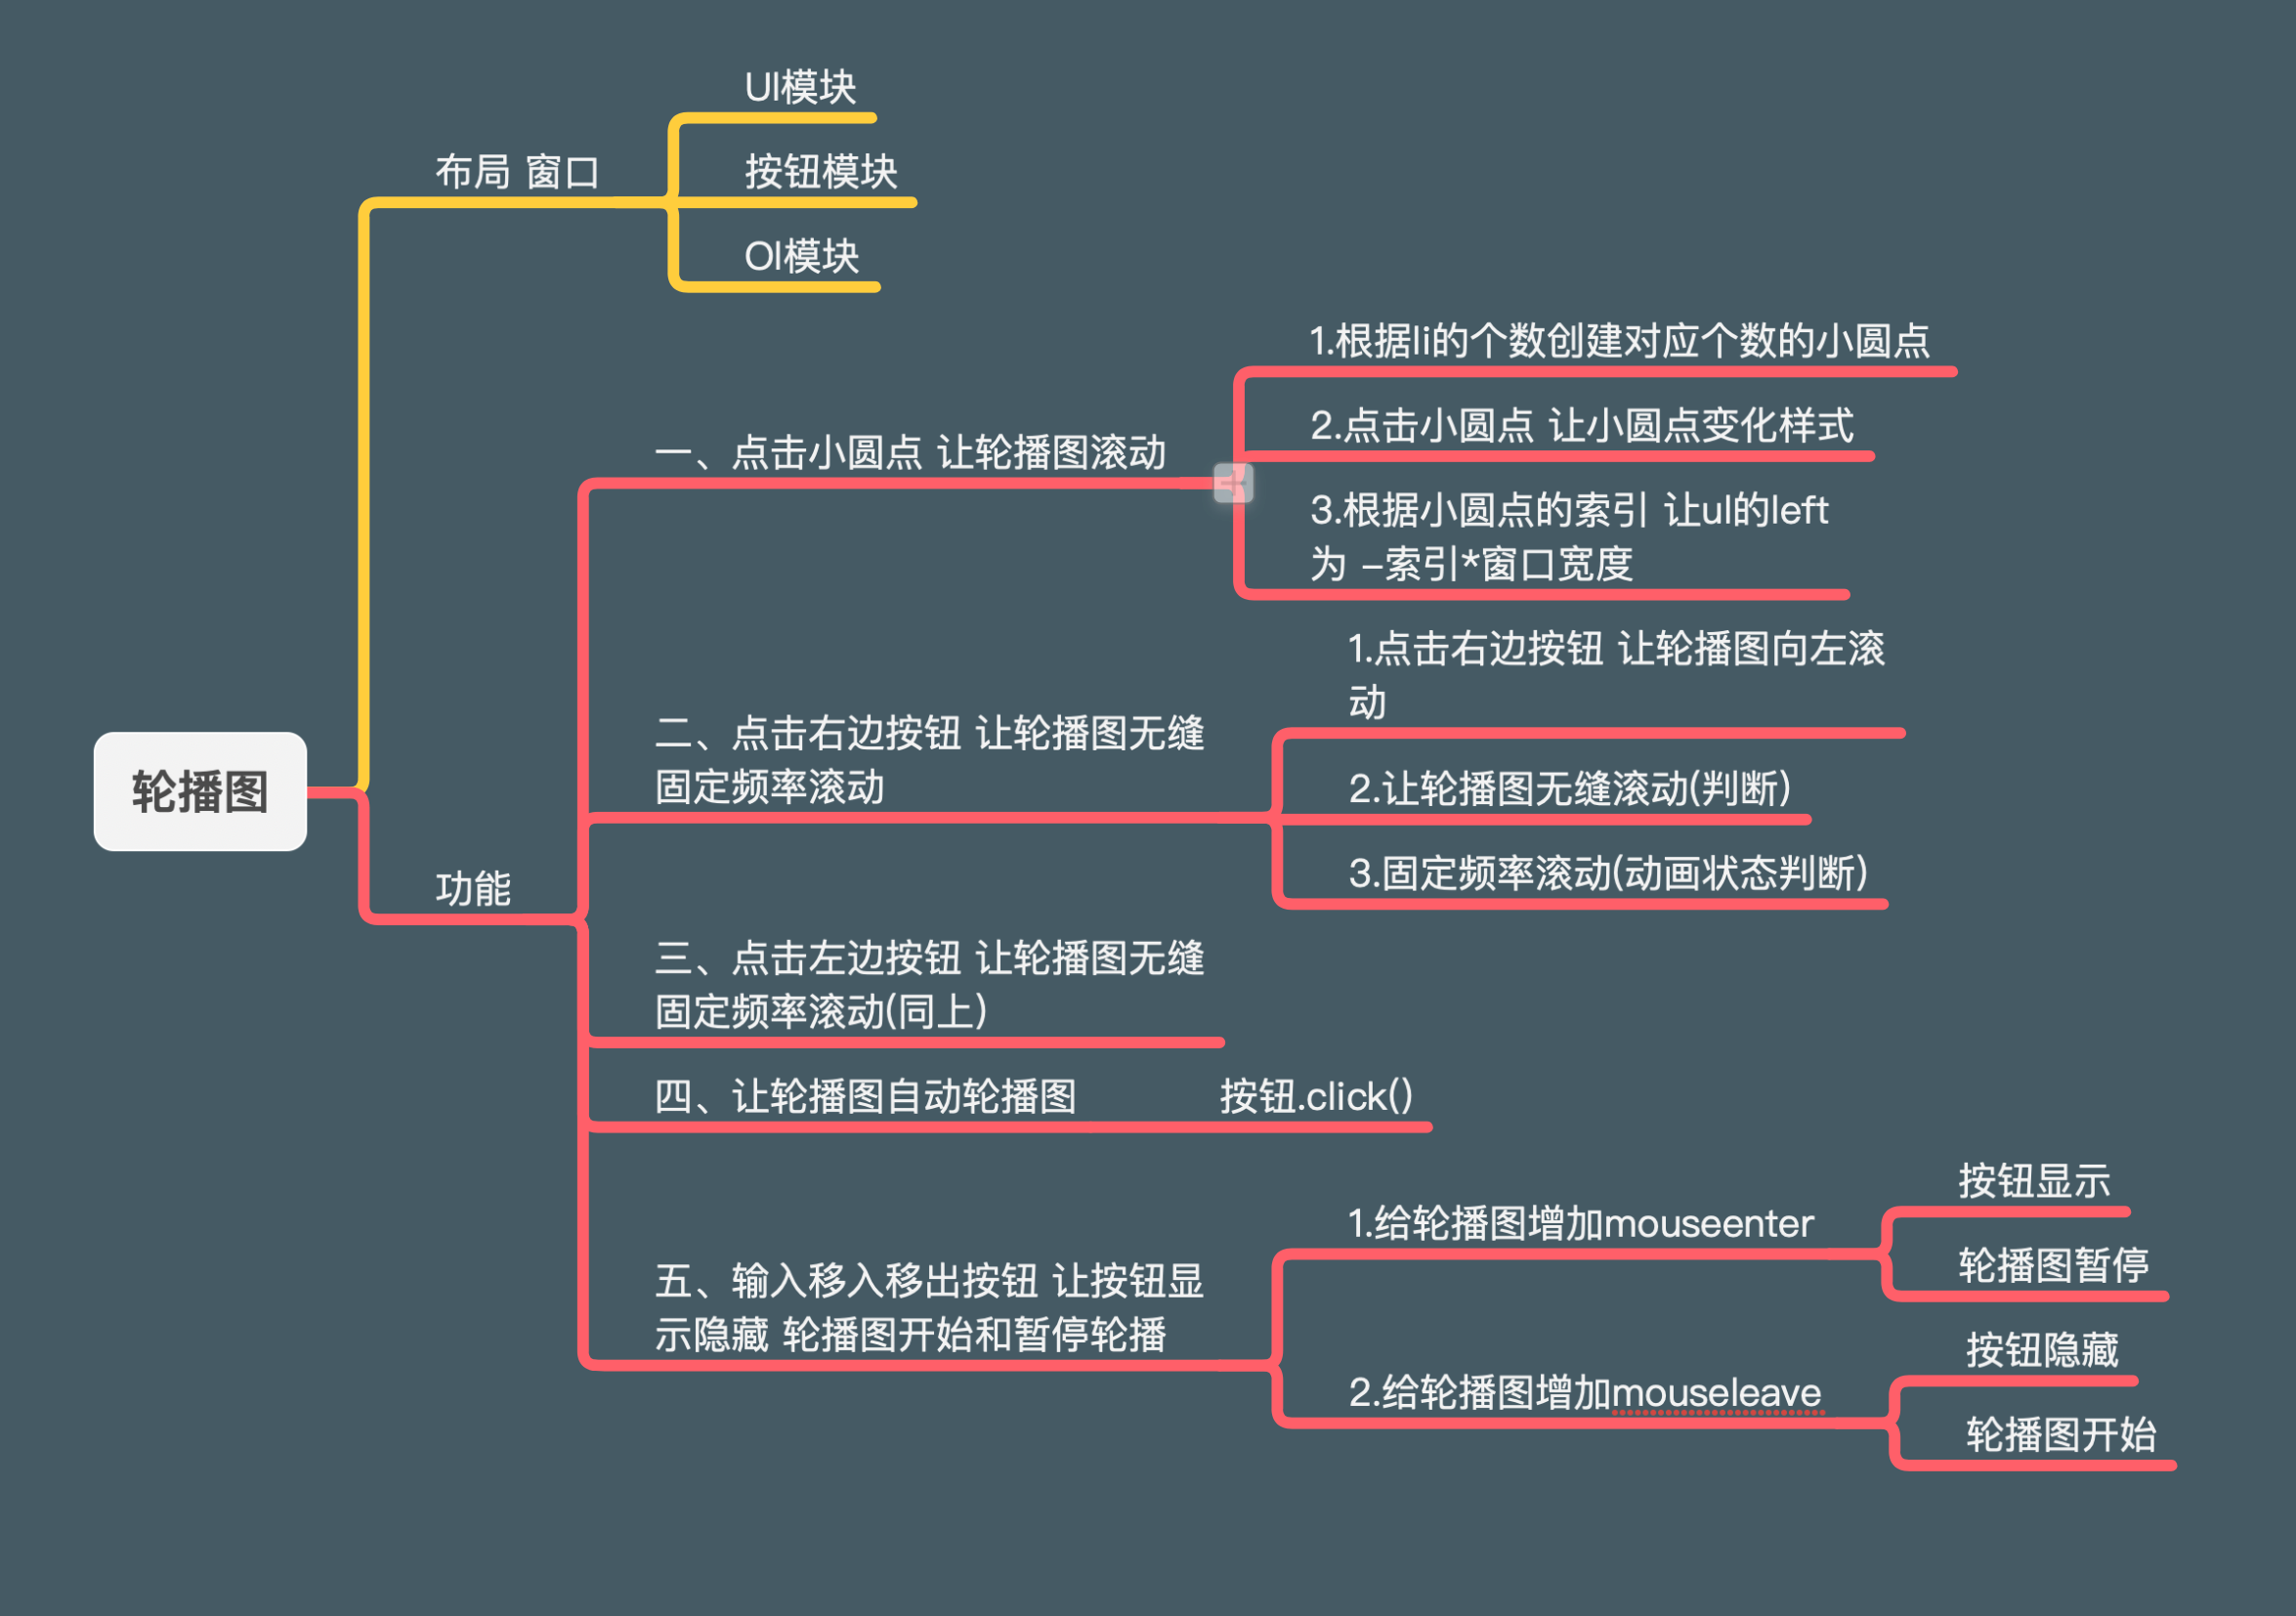 UI模块
布局 窗口
按钮模块
Ol模块
1.根据li的个数创建对应个数的小圆点
2.点击小圆点 让小圆点变化样式
一、点击小圆点 让轮播图滚动
3.根据小圆点的索引 让ul的left
为 -索引*窗口宽度
1.点击右边按钮 让轮播图向左滚
动
二、点击右边按钮 让轮播图无缝
固定频率滚动
2.让轮播图无缝滚动(判断)
3.固定频率滚动(动画状态判断)
轮播图
功能
三、点击左边按钮 让轮播图无缝
固定频率滚动(同上)
四、让轮播图自动轮播图
按钮.click()
按钮显示
1.给轮播图增加mouseenter
轮播图暂停
五、输入移入移出按钮 让按钮显
示隐藏 轮播图开始和暂停轮播
按钮隐藏
2.给轮播图增加mouseleave
轮播图开始